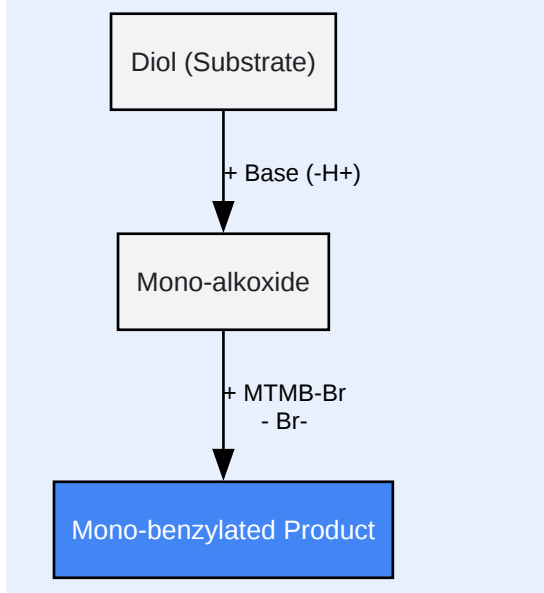 Diol (Substrate)
+ Base (-H+)
Mono-alkoxide
+ MTMB-Br
- Br-
Mono-benzylated Product